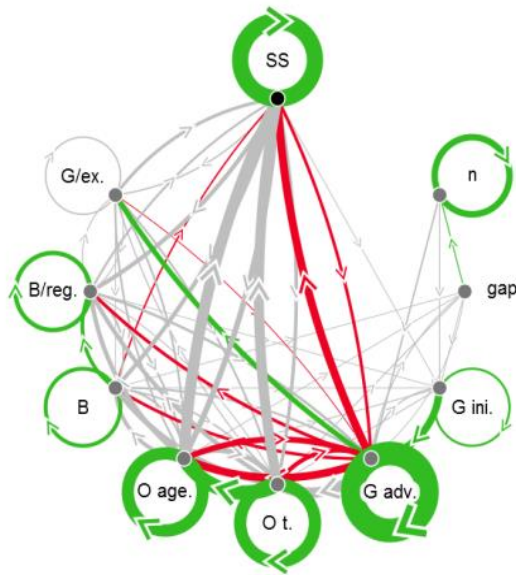 SS
G/ex.
n
B/reg.
gap
B
G ini.
O age.
O t.
G adv.